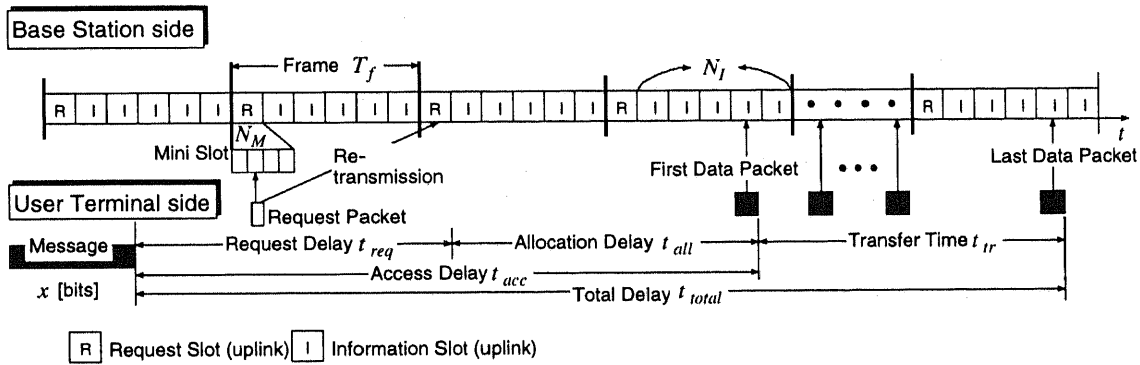 Base Station side
Frame T_f
N_I
R I I I I I R I I I I I R I I I I I R I I I I I • • • • R I I I I I
t
N_M
Mini Slot
Re-
transmission
First Data Packet
Last Data Packet
• • •
User Terminal side
Request Packet
Message
Request Delay t_req
Allocation Delay t_all
Transfer Time t_tr
Access Delay t_acc
x [bits]
Total Delay t_total
R Request Slot (uplink) I Information Slot (uplink)